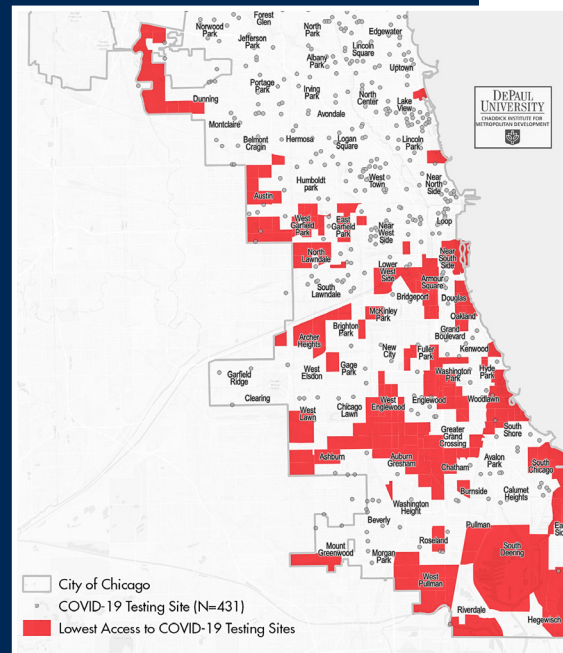 Forest
Glen
Norwood
Park
Jefferson
Park
North
Park
Edgewater
Lincoln
Square
Albany
Park
Uptown
Portage
Park
Irving
Park
North
Center
Lake
View
Dunning
Avondale
Montclaire
Belmont
Cragin
Hermosa
Logan
Square
Lincoln
Park
DEPAUL
UNIVERSITY
CHADDICK INSTITUTE FOR
METROPOLITAN DEVELOPMENT
Humboldt
park
West
Town
Near
North
Side
Austin
West
Garfield
Park
East
Garfield
Park
Near
West
Side
Loop
North
Lawndale
Near
South
Side
Lower
West
Side
South
Lawndale
Armour
Square
Bridgeport
Douglas
McKinley
Park
Oakland
Brighton
Park
Grand
Boulevard
Archer
Heights
New
City
Fuller
Park
Kenwood
Garfield
Ridge
West
Elsdon
Gage
Park
Washington
Park
Hyde
Park
Clearing
West
Lawn
Chicago
Lawn
West
Englewood
Englewood
Woodlawn
Greater
Grand
Crossing
South
Shore
Ashburn
Auburn
Gresham
Chatham
Avalon
Park
South
Chicago
Burnside
Calumet
Heights
Washington
Height
Beverly
Pullman
Ea
Sid
Mount
Greenwood
Morgan
Park
Roseland
South
Deering
West
Pullman
Riverdale
Hegewisch
City of Chicago
COVID-19 Testing Site (N=431)
Lowest Access to COVID-19 Testing Sites